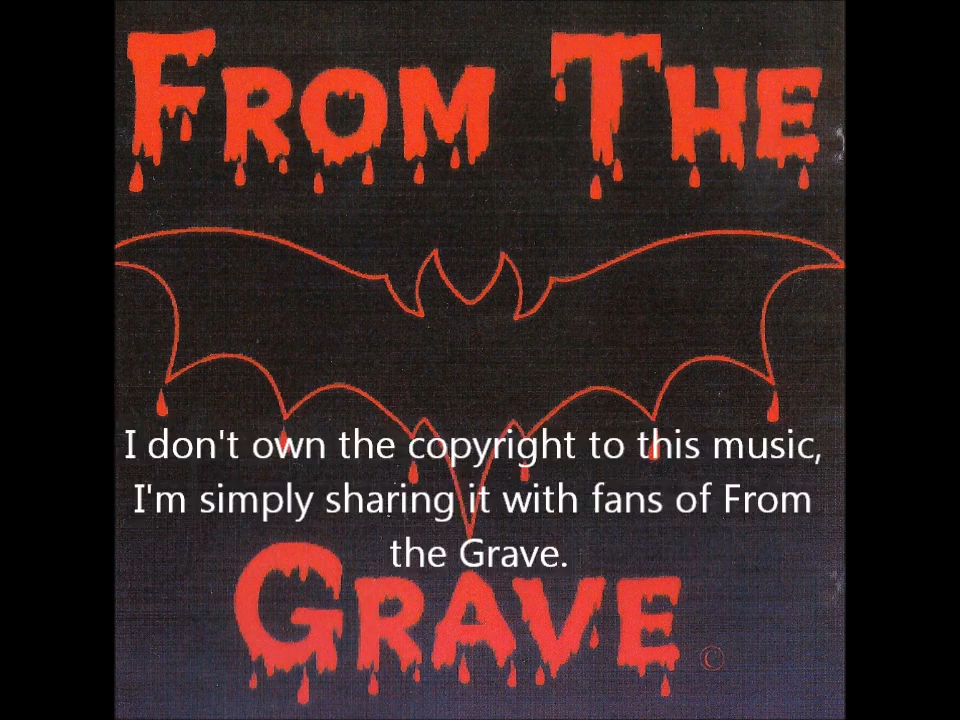 FROM THE
I don't own the copyright to this music,
I'm simply sharing it with fans of From
the Grave.
GRAVE
©